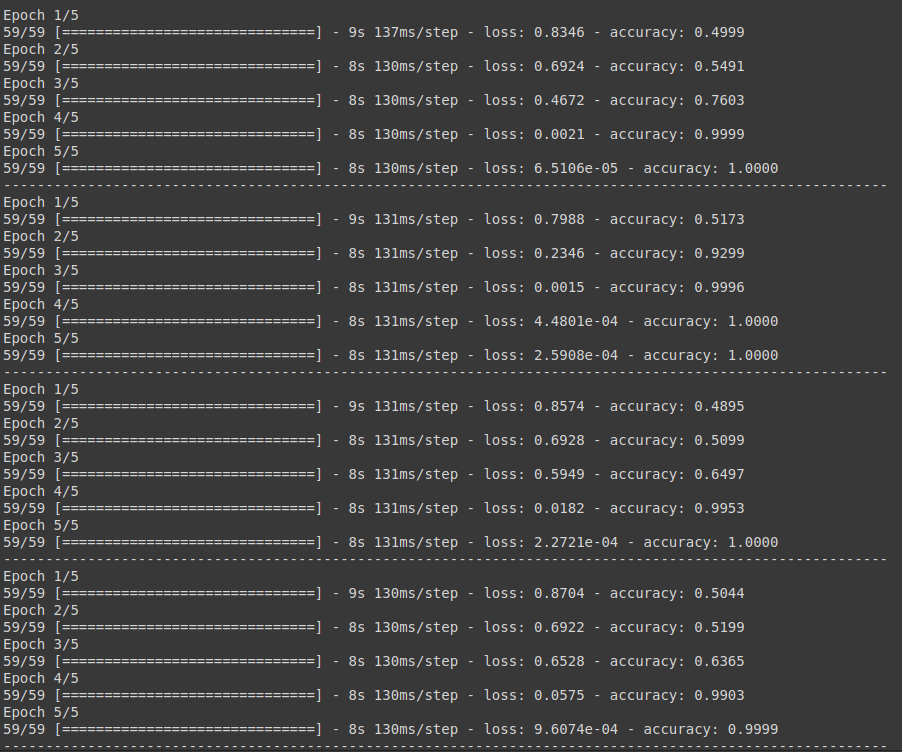 Epoch 1/5
59/59 [==============================] - 9s 137ms/step - loss: 0.8346 - accuracy: 0.4999
Epoch 2/5
59/59 [==============================] - 8s 130ms/step - loss: 0.6924 - accuracy: 0.5491
Epoch 3/5
59/59 [==============================] - 8s 130ms/step - loss: 0.4672 - accuracy: 0.7603
Epoch 4/5
59/59 [==============================] - 8s 130ms/step - loss: 0.0021 - accuracy: 0.9999
Epoch 5/5
59/59 [==============================] - 8s 130ms/step - loss: 6.5106e-05 - accuracy: 1.0000
---------------------------------------------------------------------------------------------------------
Epoch 1/5
59/59 [==============================] - 9s 131ms/step - loss: 0.7988 - accuracy: 0.5173
Epoch 2/5
59/59 [==============================] - 8s 131ms/step - loss: 0.2346 - accuracy: 0.9299
Epoch 3/5
59/59 [==============================] - 8s 131ms/step - loss: 0.0015 - accuracy: 0.9996
Epoch 4/5
59/59 [==============================] - 8s 131ms/step - loss: 4.4801e-04 - accuracy: 1.0000
Epoch 5/5
59/59 [==============================] - 8s 131ms/step - loss: 2.5908e-04 - accuracy: 1.0000
---------------------------------------------------------------------------------------------------------
Epoch 1/5
59/59 [==============================] - 9s 131ms/step - loss: 0.8574 - accuracy: 0.4895
Epoch 2/5
59/59 [==============================] - 8s 131ms/step - loss: 0.6928 - accuracy: 0.5099
Epoch 3/5
59/59 [==============================] - 8s 131ms/step - loss: 0.5949 - accuracy: 0.6497
Epoch 4/5
59/59 [==============================] - 8s 131ms/step - loss: 0.0182 - accuracy: 0.9953
Epoch 5/5
59/59 [==============================] - 8s 131ms/step - loss: 2.2721e-04 - accuracy: 1.0000
---------------------------------------------------------------------------------------------------------
Epoch 1/5
59/59 [==============================] - 9s 130ms/step - loss: 0.8704 - accuracy: 0.5044
Epoch 2/5
59/59 [==============================] - 8s 130ms/step - loss: 0.6922 - accuracy: 0.5199
Epoch 3/5
59/59 [==============================] - 8s 130ms/step - loss: 0.6528 - accuracy: 0.6365
Epoch 4/5
59/59 [==============================] - 8s 130ms/step - loss: 0.0575 - accuracy: 0.9903
Epoch 5/5
59/59 [==============================] - 8s 130ms/step - loss: 9.6074e-04 - accuracy: 0.9999
---------------------------------------------------------------------------------------------------------